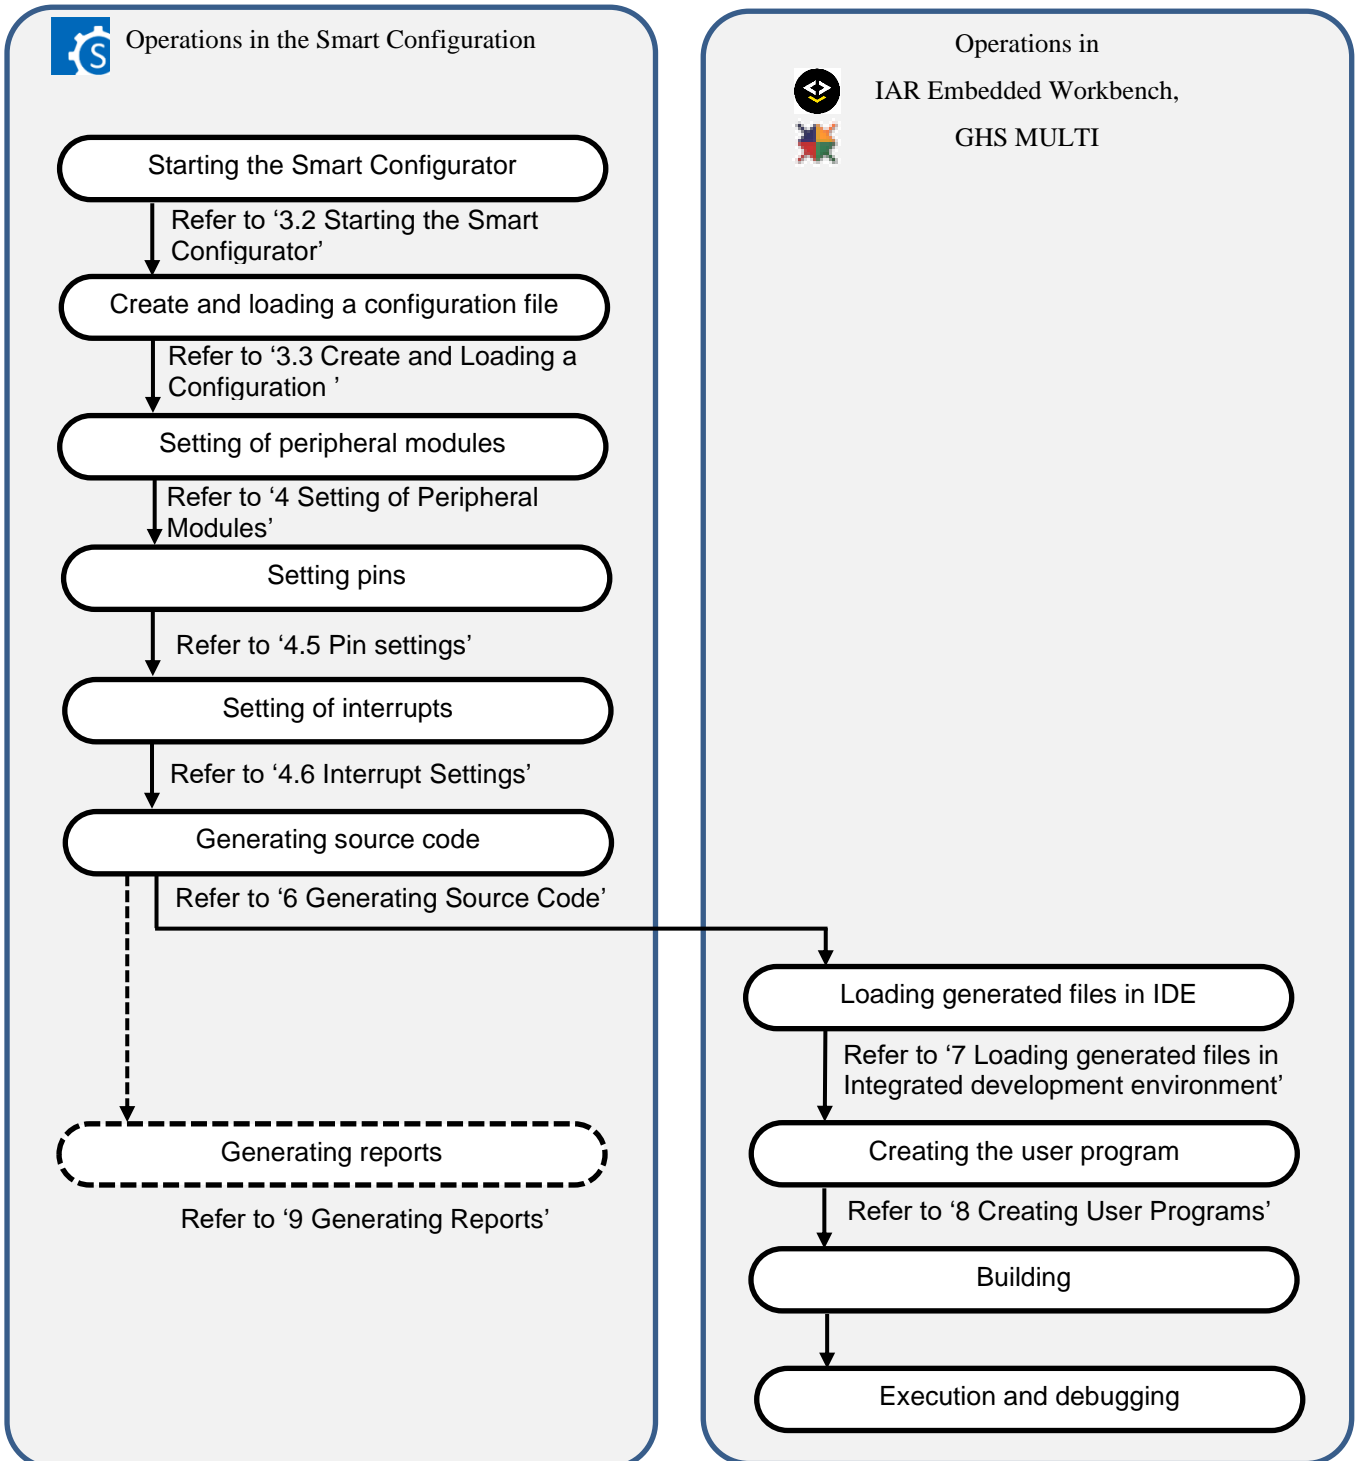 Operations in the Smart Configuration
S
Starting the Smart Configurator
Refer to ‘3.2 Starting the Smart
Configurator’
Create and loading a configuration file
Refer to ‘3.3 Create and Loading a
Configuration ’
Setting of peripheral modules
Refer to ‘4 Setting of Peripheral
Modules’
Setting pins
Refer to ‘4.5 Pin settings’
Setting of interrupts
Refer to ‘4.6 Interrupt Settings’
Generating source code
Refer to ‘6 Generating Source Code’
Generating reports
Refer to ‘9 Generating Reports’
Operations in
IAR Embedded Workbench,
GHS MULTI
Loading generated files in IDE
Refer to ‘7 Loading generated files in
Integrated development environment’
Creating the user program
Refer to ‘8 Creating User Programs’
Building
Execution and debugging